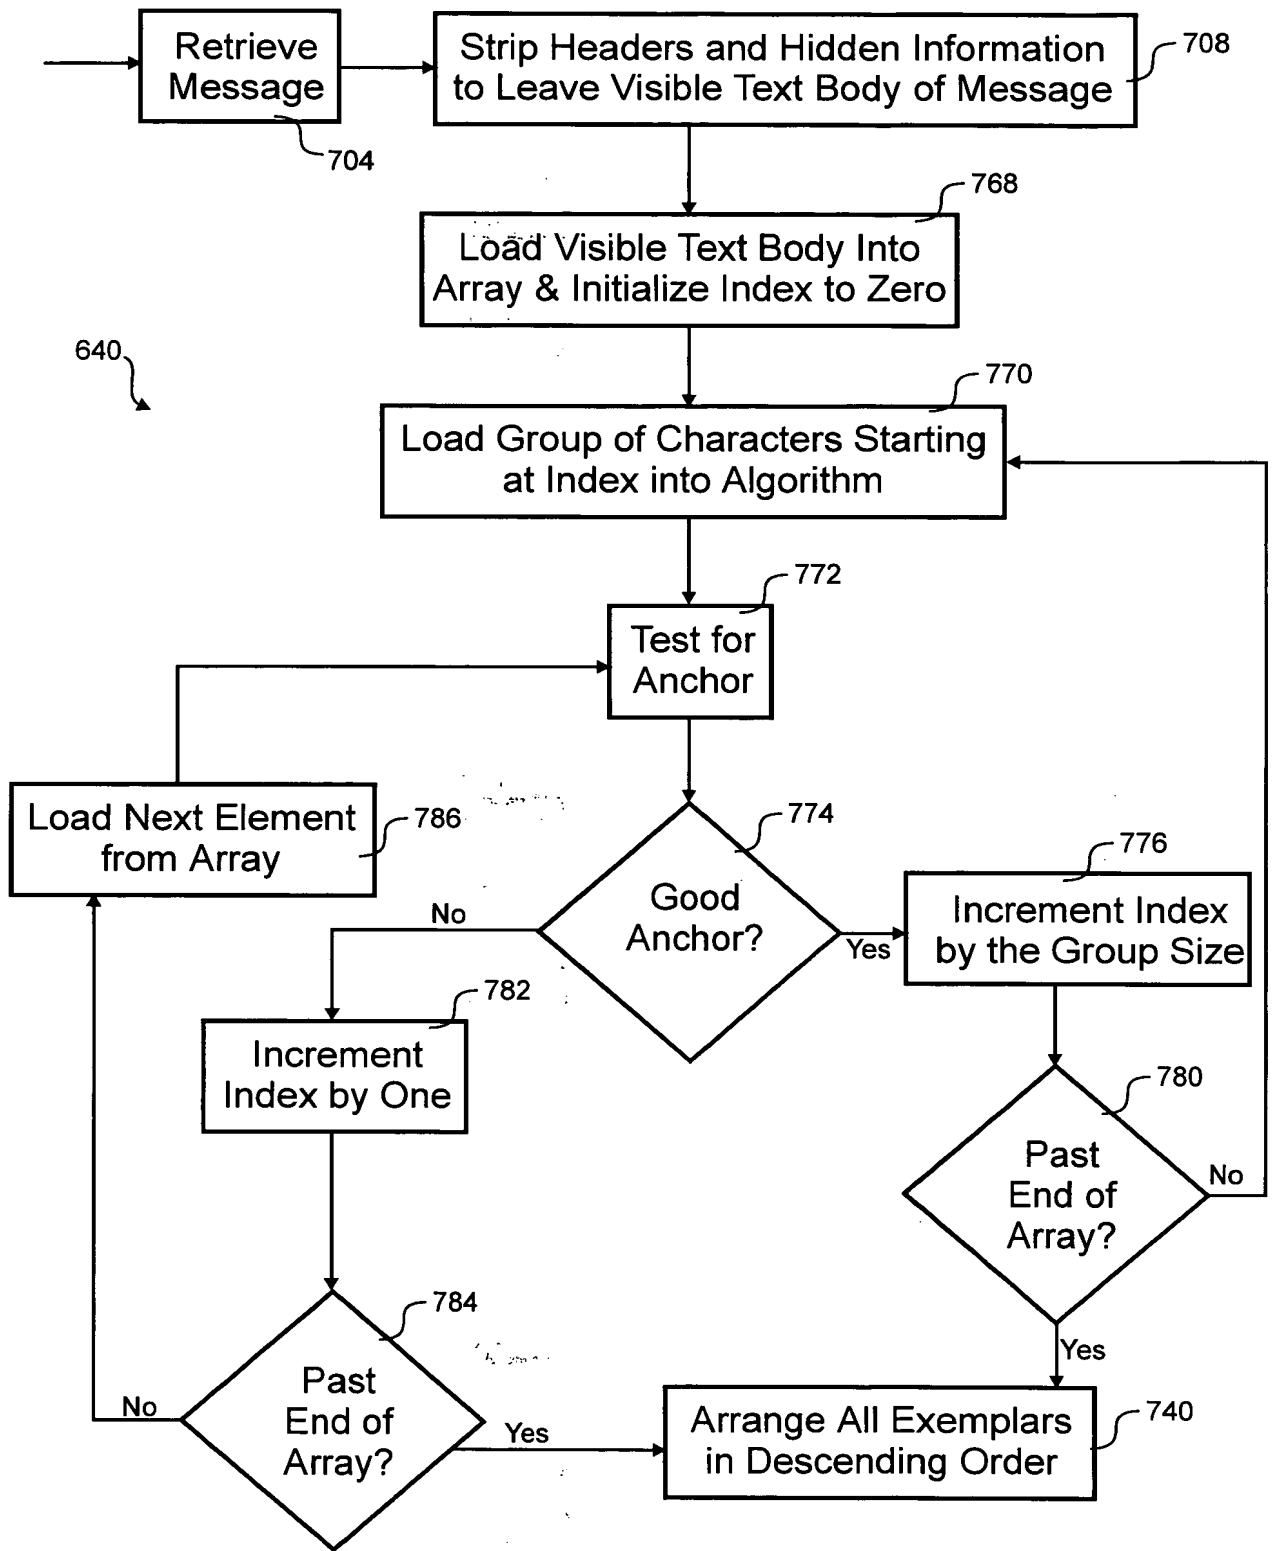 Retrieve
Message
704
Strip Headers and Hidden Information
to Leave Visible Text Body of Message
708
768
Load Visible Text Body Into
Array & Initialize Index to Zero
640
770
Load Group of Characters Starting
at Index into Algorithm
772
Test for
Anchor
Load Next Element
from Array
786
774
Good
Anchor?
No
Yes
776
Increment Index
by the Group Size
782
Increment
Index by One
780
Past
End of
Array?
No
Yes
784
Past
End of
Array?
No
Yes
Arrange All Exemplars
in Descending Order
740